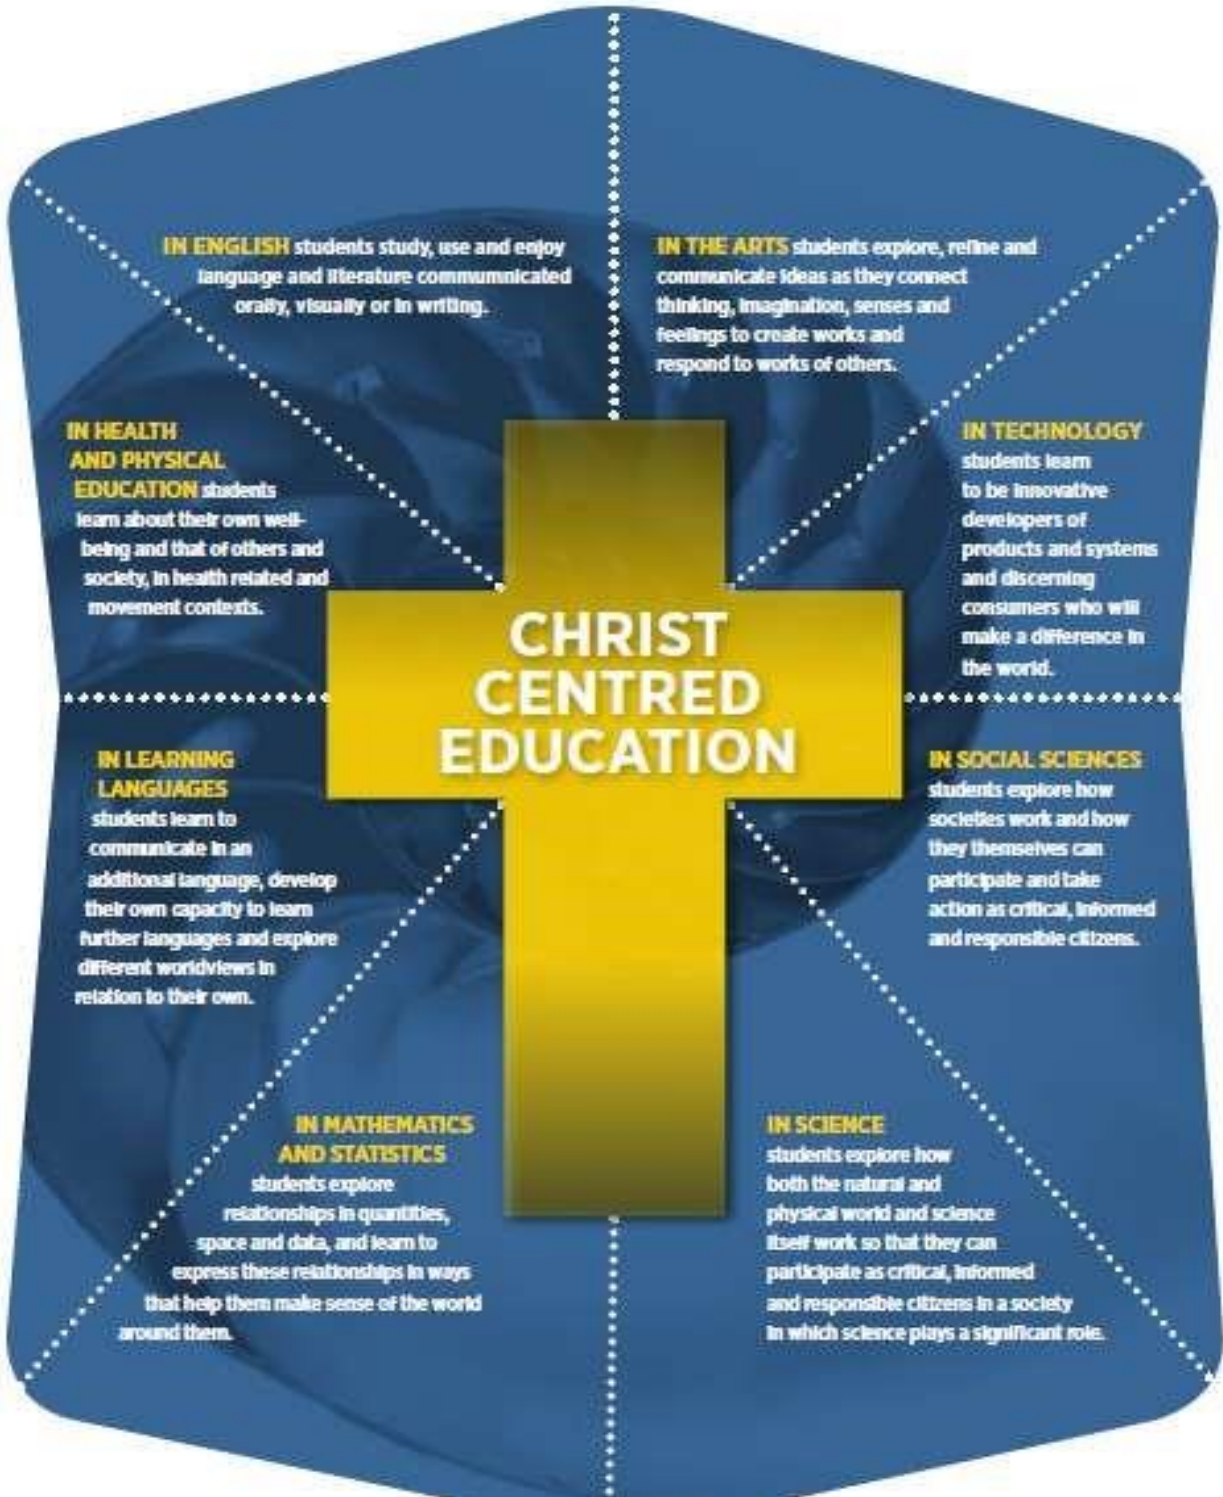 IN ENGLISH students study, use and enjoy
language and literature commumnicated
orally, visually or in writing.
IN THE ARTS students explore, refine and
communicate ideas as they connect
thinking, imagination, senses and
feelings to create works and
respond to works of others.
IN HEALTH
AND PHYSICAL
EDUCATION students
learn about their own well-
being and that of others and
society, in health related and
movement contexts.
IN TECHNOLOGY
students learn
to be innovative
developers of
products and systems
and discerning
consumers who will
make a difference in
the world.
CHRIST
CENTRED
EDUCATION
IN LEARNING
LANGUAGES
students learn to
communicate in an
additional language, develop
their own capacity to learn
further languages and explore
different worldviews in
relation to their own.
IN SOCIAL SCIENCES
students explore how
societies work and how
they themselves can
participate and take
action as critical, informed
and responsible citizens.
IN MATHEMATICS
AND STATISTICS
students explore
relationships in quantities,
space and data, and learn to
express these relationships in ways
that help them make sense of the world
around them.
IN SCIENCE
students explore how
both the natural and
physical world and science
itself work so that they can
participate as critical, informed
and responsible citizens in a society
in which science plays a significant role.